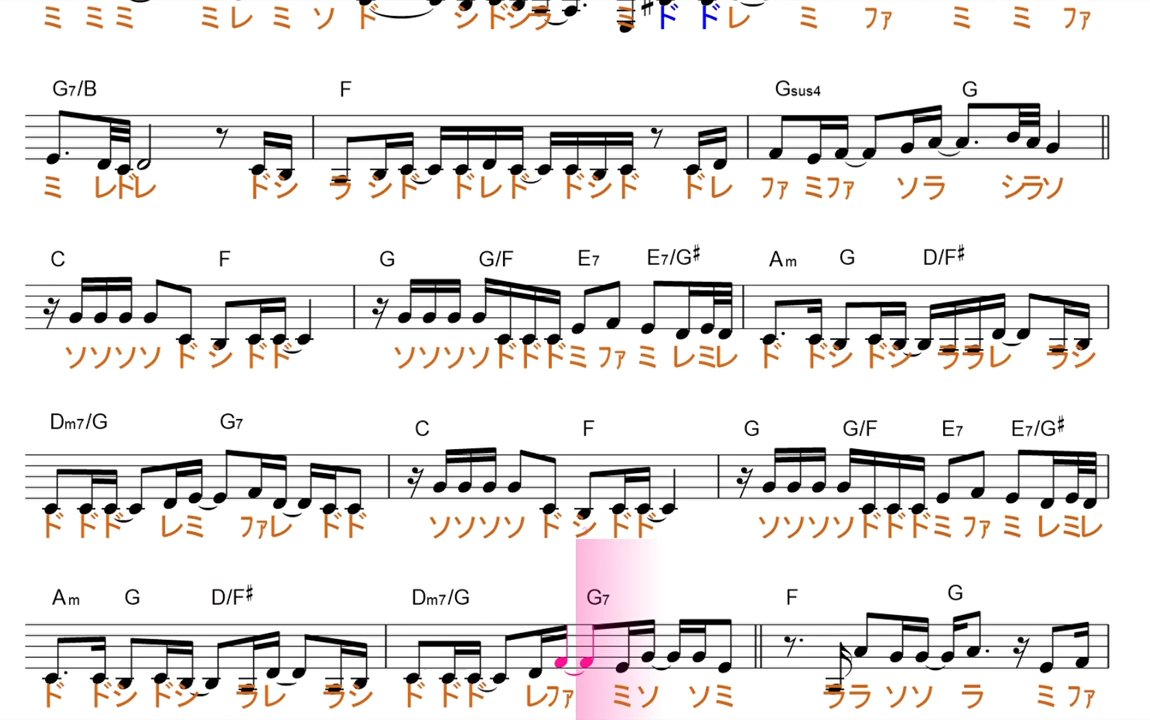 ミ ミミ ミレ ミ ソ ド シ ドシラ ミ ド ドレ ミ ファ ミ ミ ファ
G7/B F Gsus4 G
ミ レドレ ドシ ラ シド ドレド ドシド ドレ ファ ミファ ソラ シラソ
C F G G/F E7 E7/G♯ Am G D/F♯
ソソソソ ド シ ドド ソソソソドドドミ ファ ミ レミレ ド ドシ ドシ ララレ ラシ
Dm7/G G7 C F G G/F E7 E7/G♯
ド ドド レミ ファレ ドド ソソソソ ド シ ドド ソソソソドドドミ ファ ミ レミレ
Am G D/F♯ Dm7/G G7 F G
ド ドシ ドシ ラレ ラシ ド ドド レファ ミソ ソミ ララ ソソ ラ ミ ファ